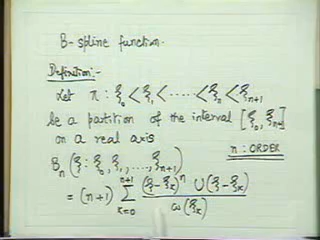 B-spline function.
Definition:-
Let π : ξ₀ < ξ₁ < ...... < ξₙ < ξₙ₊₁
be a partition of the interval [ξ₀, ξₙ₊₁]
on a real axis
n : ORDER
Bₙ(ξ : ξ₀, ξ₁, ...., ξₙ₊₁)
= (n+1) Σ_{K=0}^{n+1} (ξ-ξ_K)ⁿ U(ξ-ξ_K) / ω(ξ_K)